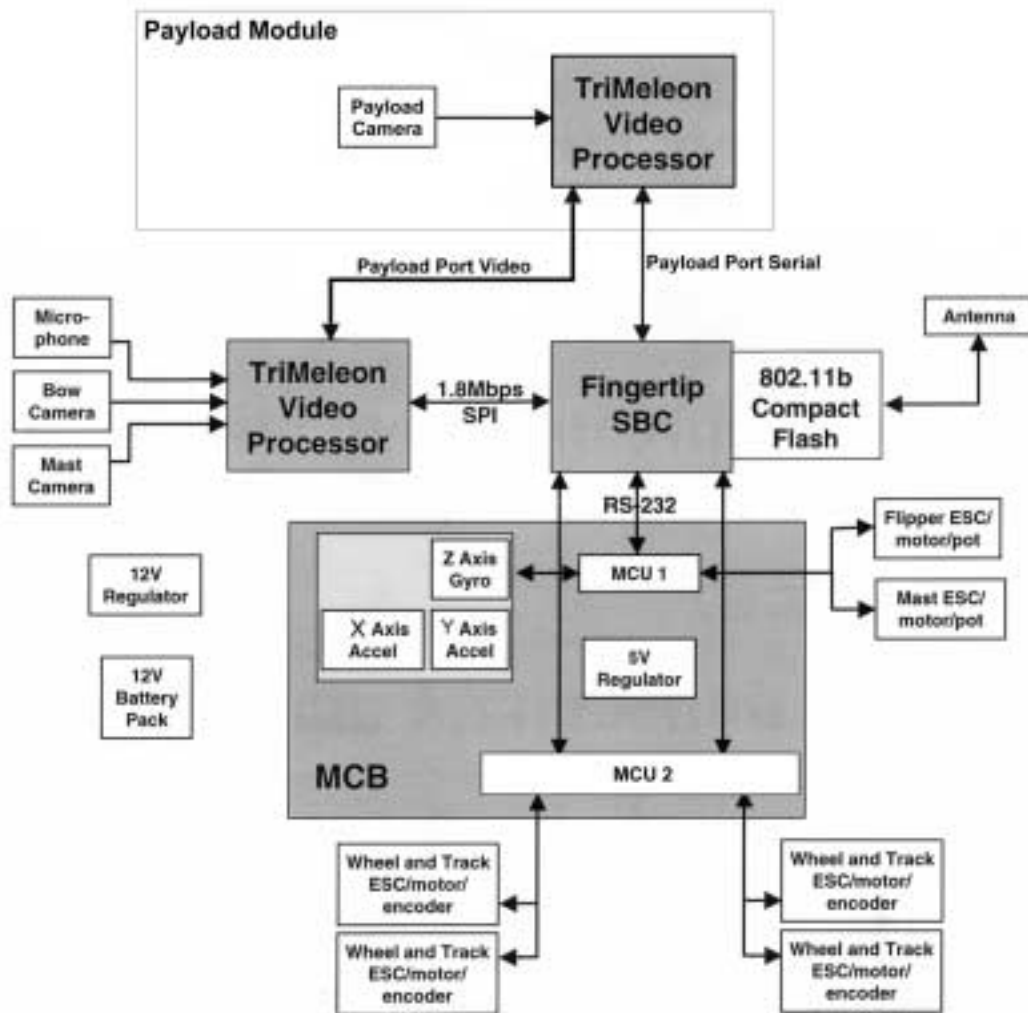 Payload Module
TriMeleon
Video
Processor
Payload
Camera
Payload Port Video
Payload Port Serial
Micro-
phone
Bow
Camera
Mast
Camera
TriMeleon
Video
Processor
1.8Mbps
SPI
Fingertip
SBC
802.11b
Compact
Flash
Antenna
RS-232
Flipper ESC/
motor/pot
Mast ESC/
motor/pot
12V
Regulator
12V
Battery
Pack
Z Axis
Gyro
X Axis
Accel
Y Axis
Accel
MCU 1
5V
Regulator
MCB
MCU 2
Wheel and Track
ESC/motor/
encoder
Wheel and Track
ESC/motor/
encoder
Wheel and Track
ESC/motor/
encoder
Wheel and Track
ESC/motor/
encoder